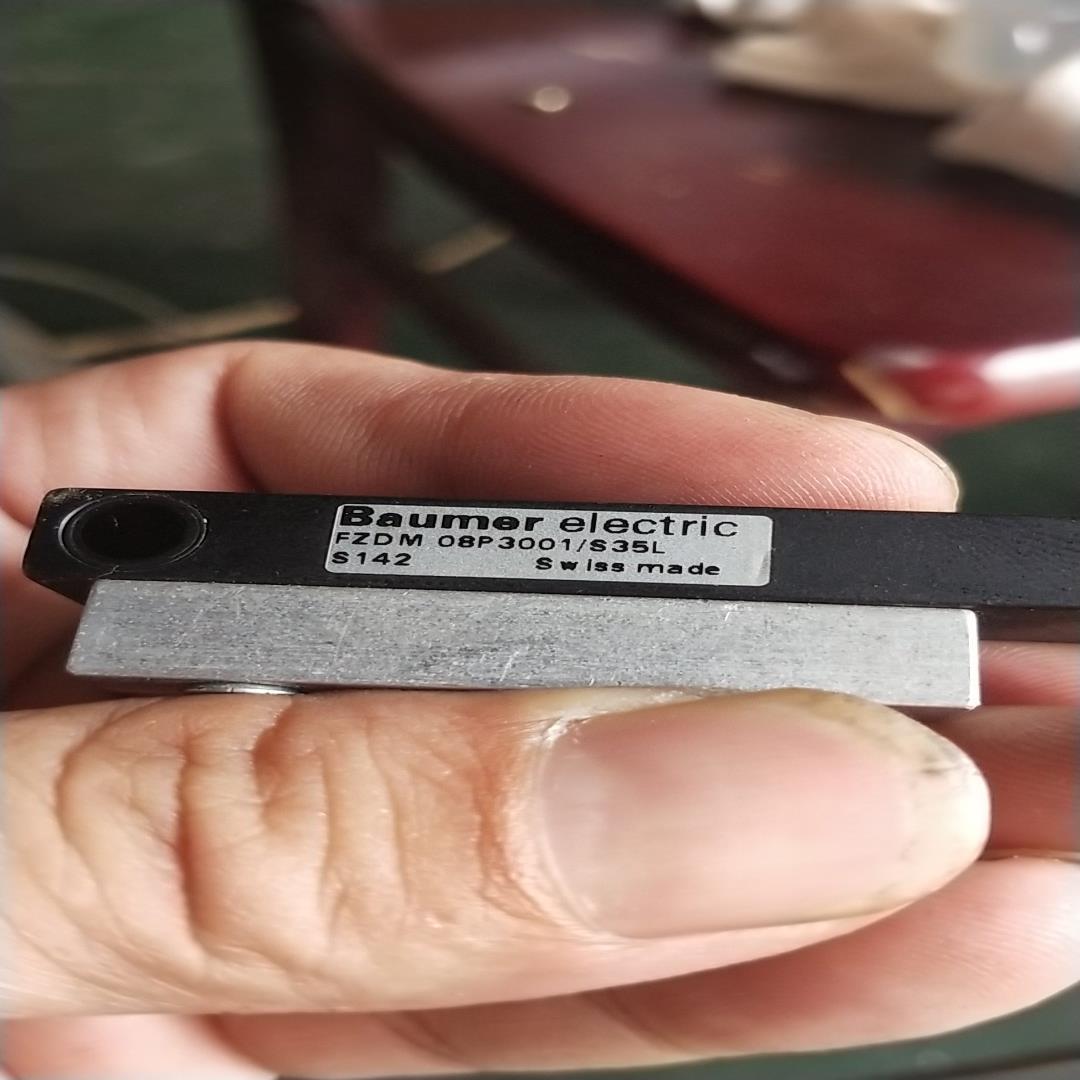 Baumer electric
FZDM 08P3001/S35L
S142 Swiss made